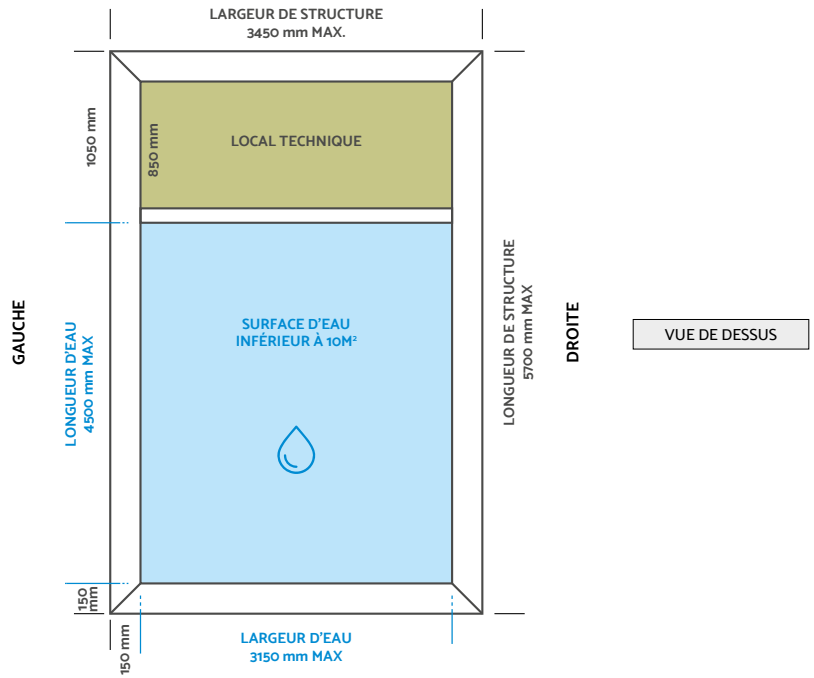 LARGEUR DE STRUCTURE
3450 mm MAX.
1050 mm
850 mm
LOCAL TECHNIQUE
GAUCHE
LONGUEUR D'EAU
4500 mm MAX
SURFACE D'EAU
INFÉRIEUR À 10M²
LONGUEUR DE STRUCTURE
5700 mm MAX
DROITE
VUE DE DESSUS
150
mm
150 mm
LARGEUR D'EAU
3150 mm MAX